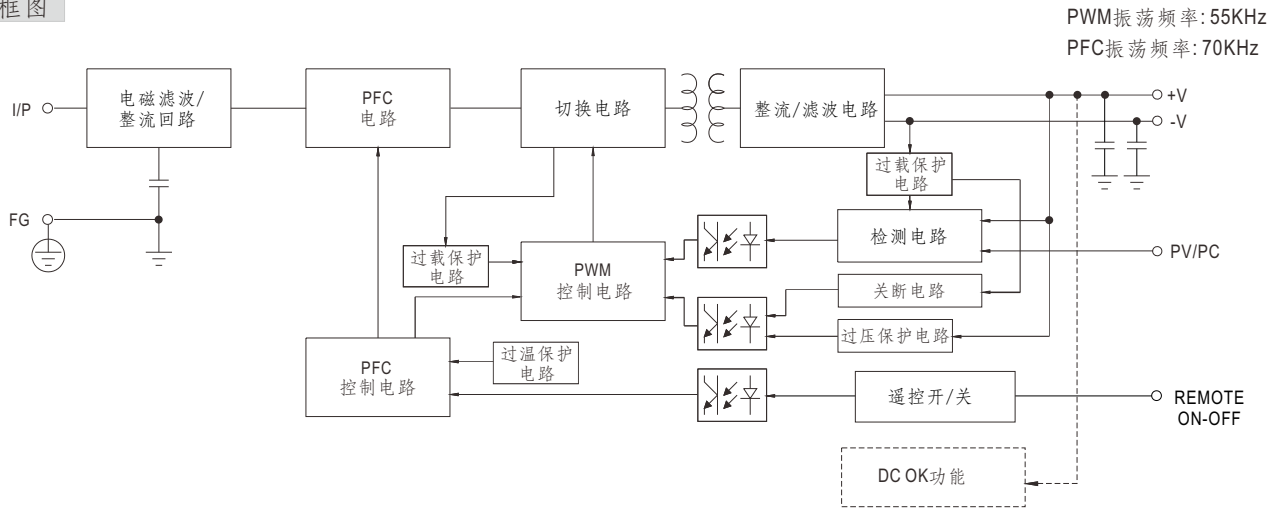 框图
PWM振荡频率: 55KHz
PFC振荡频率: 70KHz
I/P
电磁滤波/
整流回路
PFC
电路
切换电路
整流/滤波电路
+V
-V
过载保护
电路
FG
检测电路
PV/PC
过载保护
电路
PWM
控制电路
关断电路
过压保护电路
PFC
控制电路
过温保护
电路
遥控开/关
REMOTE
ON-OFF
DC OK功能